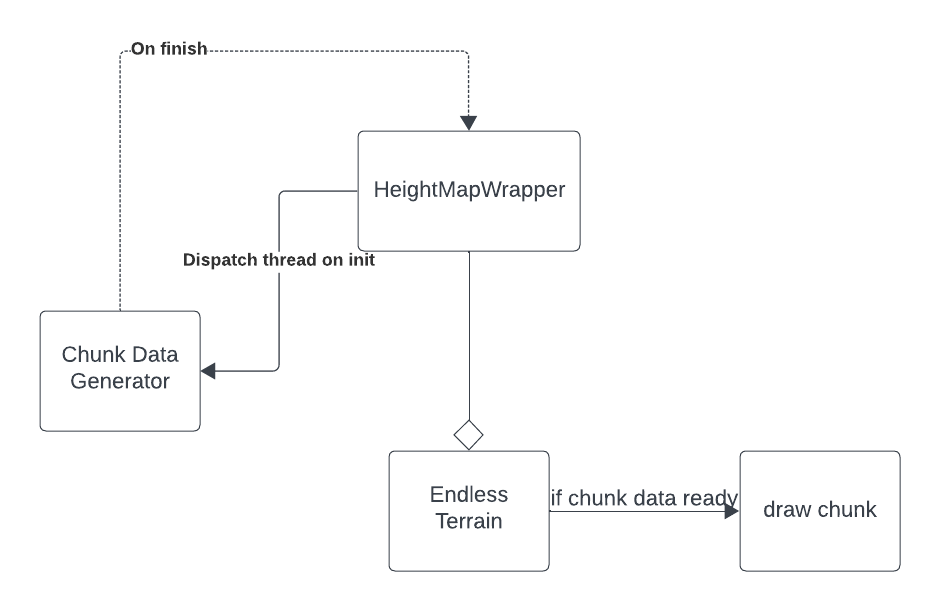 On finish
HeightMapWrapper
Dispatch thread on init
Chunk Data
Generator
Endless
Terrain
if chunk data ready
draw chunk